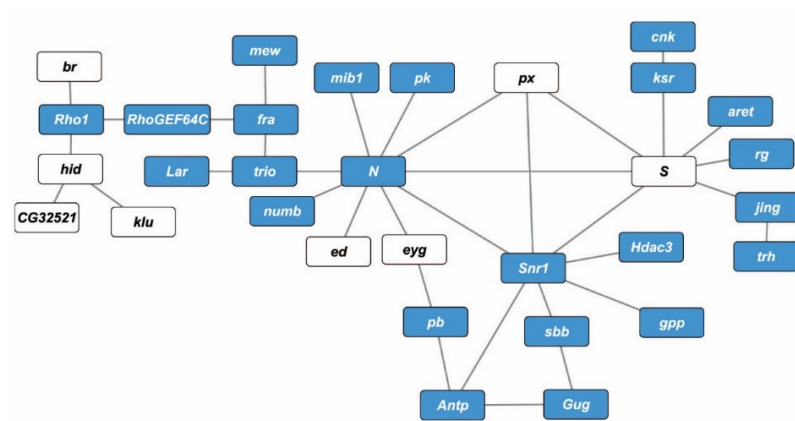 mew
cnk
br
mib1
pk
px
ksr
aret
Rho1
RhoGEF64C
fra
rg
hid
Lar
trio
N
S
CG32521
klu
numb
jing
ed
eyg
Hdac3
trh
Snr1
pb
sbb
gpp
Antp
Gug